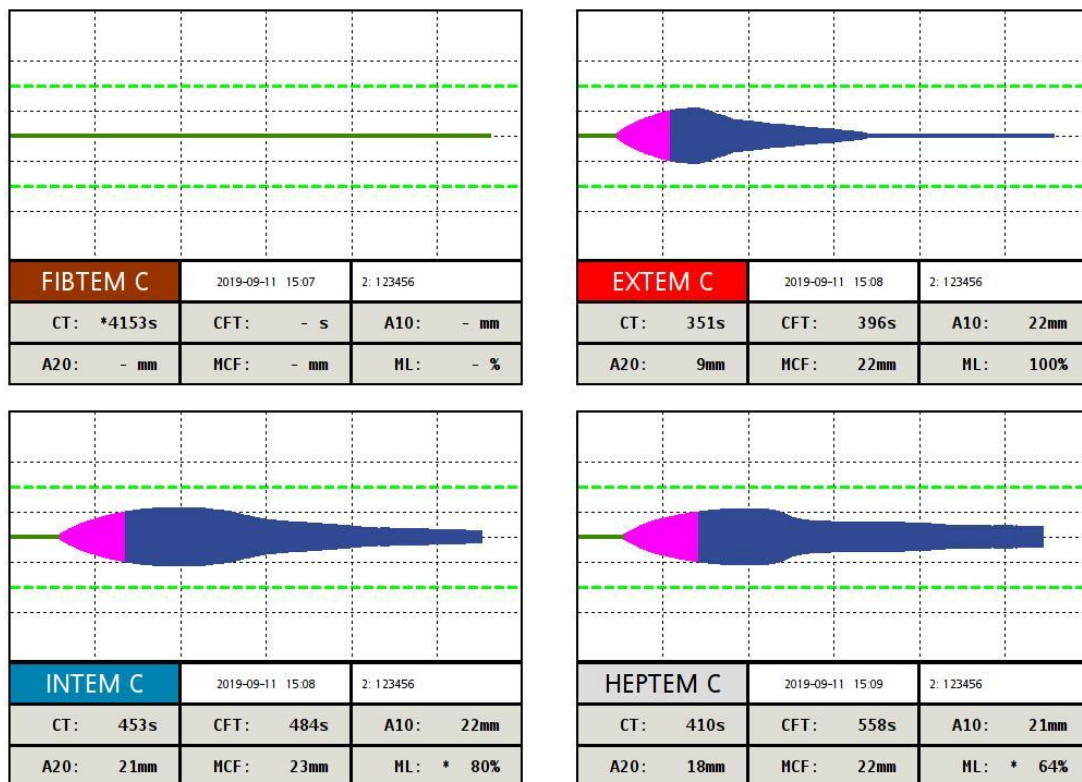 FIBTEM C 2019-09-11 15:07 2: 123456
CT: *4153s CFT: - s A10: - mm
A20: - mm MCF: - mm ML: - %
EXTEM C 2019-09-11 15:08 2: 123456
CT: 351s CFT: 396s A10: 22mm
A20: 9mm MCF: 22mm ML: 100%
INTEM C 2019-09-11 15:08 2: 123456
CT: 453s CFT: 484s A10: 22mm
A20: 21mm MCF: 23mm ML: * 80%
HEPTEM C 2019-09-11 15:09 2: 123456
CT: 410s CFT: 558s A10: 21mm
A20: 18mm MCF: 22mm ML: * 64%